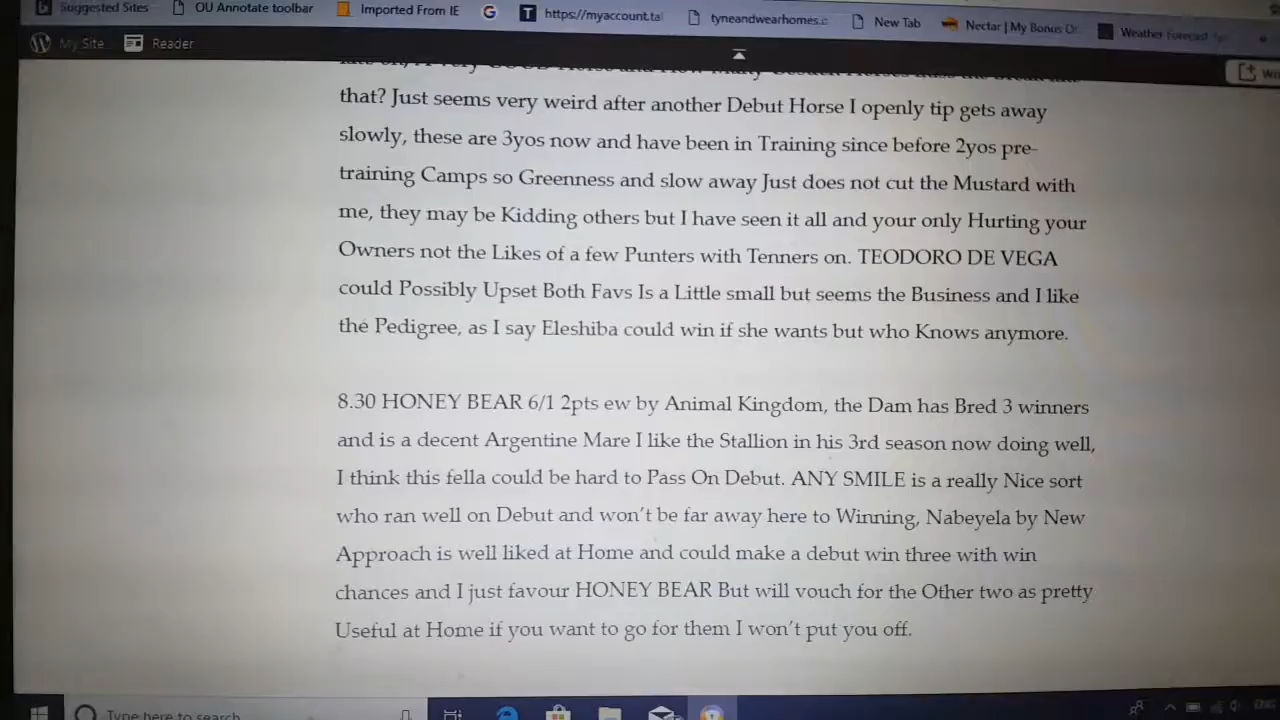 Suggested Sites OU Annotate toolbar Imported From IE G T https://myaccount.tal tyneandwearhomes.c New Tab Nectar | My Bonus Weather Forecast
My Site Reader
that? Just seems very weird after another Debut Horse I openly tip gets away
slowly, these are 3yos now and have been in Training since before 2yos pre-
training Camps so Greenness and slow away Just does not cut the Mustard with
me, they may be Kidding others but I have seen it all and your only Hurting your
Owners not the Likes of a few Punters with Tenners on. TEODORO DE VEGA
could Possibly Upset Both Favs Is a Little small but seems the Business and I like
the Pedigree, as I say Eleshiba could win if she wants but who Knows anymore.
8.30 HONEY BEAR 6/1 2pts ew by Animal Kingdom, the Dam has Bred 3 winners
and is a decent Argentine Mare I like the Stallion in his 3rd season now doing well,
I think this fella could be hard to Pass On Debut. ANY SMILE is a really Nice sort
who ran well on Debut and won't be far away here to Winning, Nabeyela by New
Approach is well liked at Home and could make a debut win three with win
chances and I just favour HONEY BEAR But will vouch for the Other two as pretty
Useful at Home if you want to go for them I won't put you off.
Type here to search
ENG